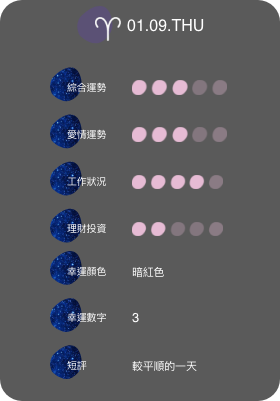 01.09.THU
綜合運勢
愛情運勢
工作狀況
理財投資
幸運顏色 暗紅色
幸運數字 3
短評 較平順的一天